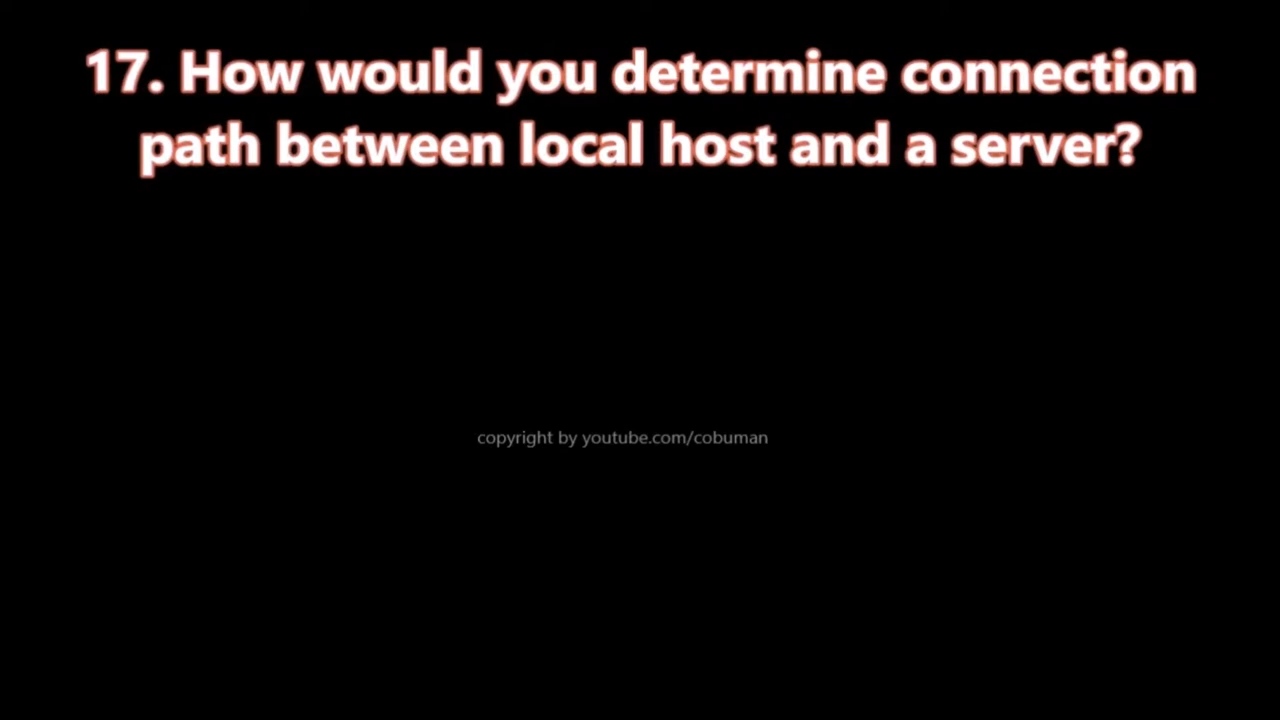 17. How would you determine connection
path between local host and a server?
copyright by youtube.com/cobuman